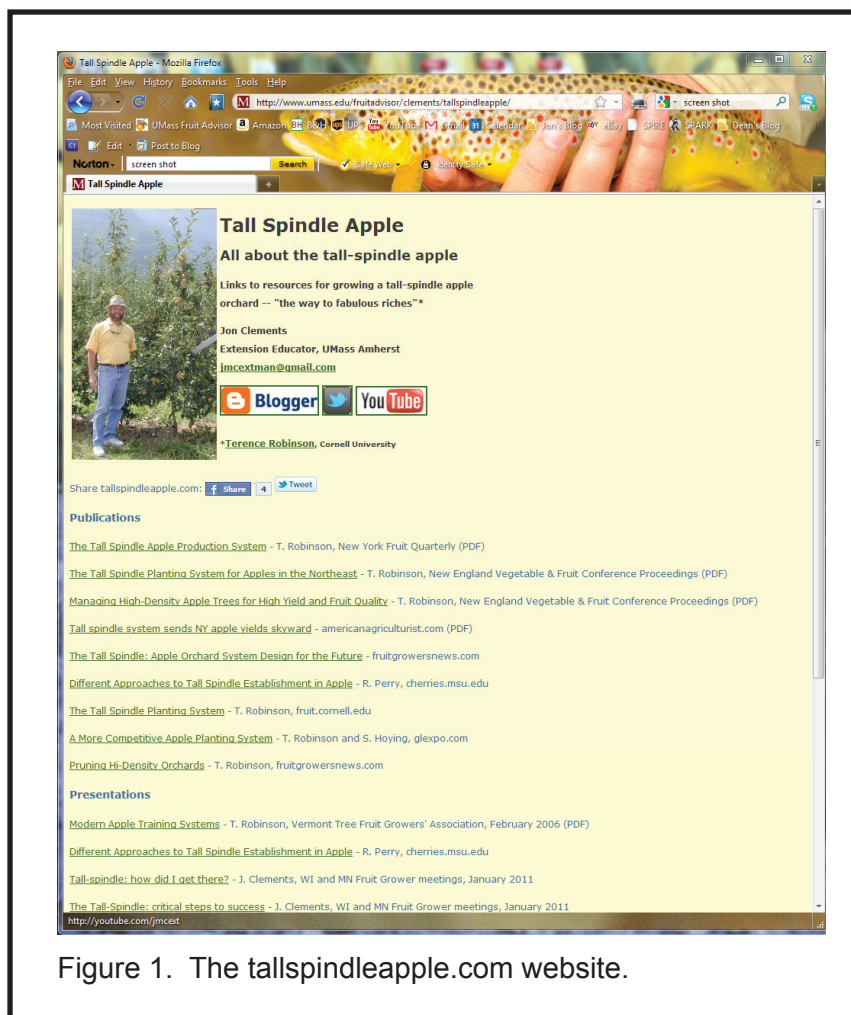 Tall Spindle Apple - Mozilla Firefox
File Edit View History Bookmarks Tools Help
M http://www.umass.edu/fruitadvisor/clements/tallspindleapple/ screen shot
Most Visited UMass Fruit Advisor Amazon BH B&H UPS YouTube Gmail 31 Calendar Jon's Blog eBay SPIRE SPARK Dean's Blog
Edit Post to Blog
Norton screen shot Search Safe Web Identity Safe
M Tall Spindle Apple +
Tall Spindle Apple
All about the tall-spindle apple
Links to resources for growing a tall-spindle apple
orchard -- "the way to fabulous riches"*
Jon Clements
Extension Educator, UMass Amherst
jmcextman@gmail.com
Blogger YouTube
*Terence Robinson, Cornell University
Share tallspindleapple.com: f Share 4 Tweet
Publications
The Tall Spindle Apple Production System - T. Robinson, New York Fruit Quarterly (PDF)
The Tall Spindle Planting System for Apples in the Northeast - T. Robinson, New England Vegetable & Fruit Conference Proceedings (PDF)
Managing High-Density Apple Trees for High Yield and Fruit Quality - T. Robinson, New England Vegetable & Fruit Conference Proceedings (PDF)
Tall spindle system sends NY apple yields skyward - americanagriculturist.com (PDF)
The Tall Spindle: Apple Orchard System Design for the Future - fruitgrowersnews.com
Different Approaches to Tall Spindle Establishment in Apple - R. Perry, cherries.msu.edu
The Tall Spindle Planting System - T. Robinson, fruit.cornell.edu
A More Competitive Apple Planting System - T. Robinson and S. Hoying, glexpo.com
Pruning Hi-Density Orchards - T. Robinson, fruitgrowersnews.com
Presentations
Modern Apple Training Systems - T. Robinson, Vermont Tree Fruit Growers' Association, February 2006 (PDF)
Different Approaches to Tall Spindle Establishment in Apple - R. Perry, cherries.msu.edu
Tall-spindle: how did I get there? - J. Clements, WI and MN Fruit Grower meetings, January 2011
The Tall-Spindle: critical steps to success - J. Clements, WI and MN Fruit Grower meetings, January 2011
http://youtube.com/jmcext
Figure 1. The tallspindleapple.com website.